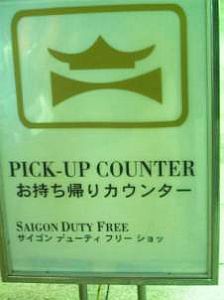 PICK-UP COUNTER
お持ち帰りカウンター
SAIGON DUTY FREE
サイゴン デューティ フリー ショッ